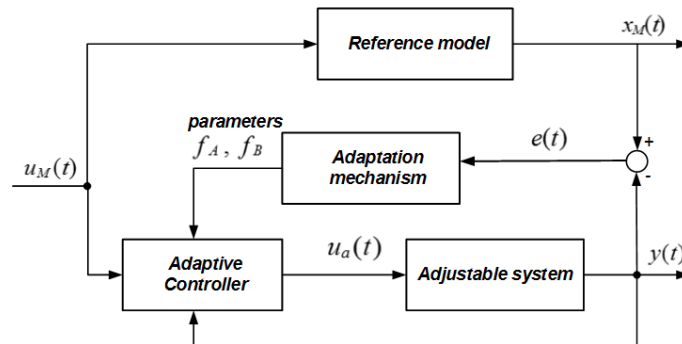 Reference model
x_M(t)
parameters
f_A , f_B
Adaptation
mechanism
e(t)
+
-
u_M(t)
Adaptive
Controller
u_a(t)
Adjustable system
y(t)